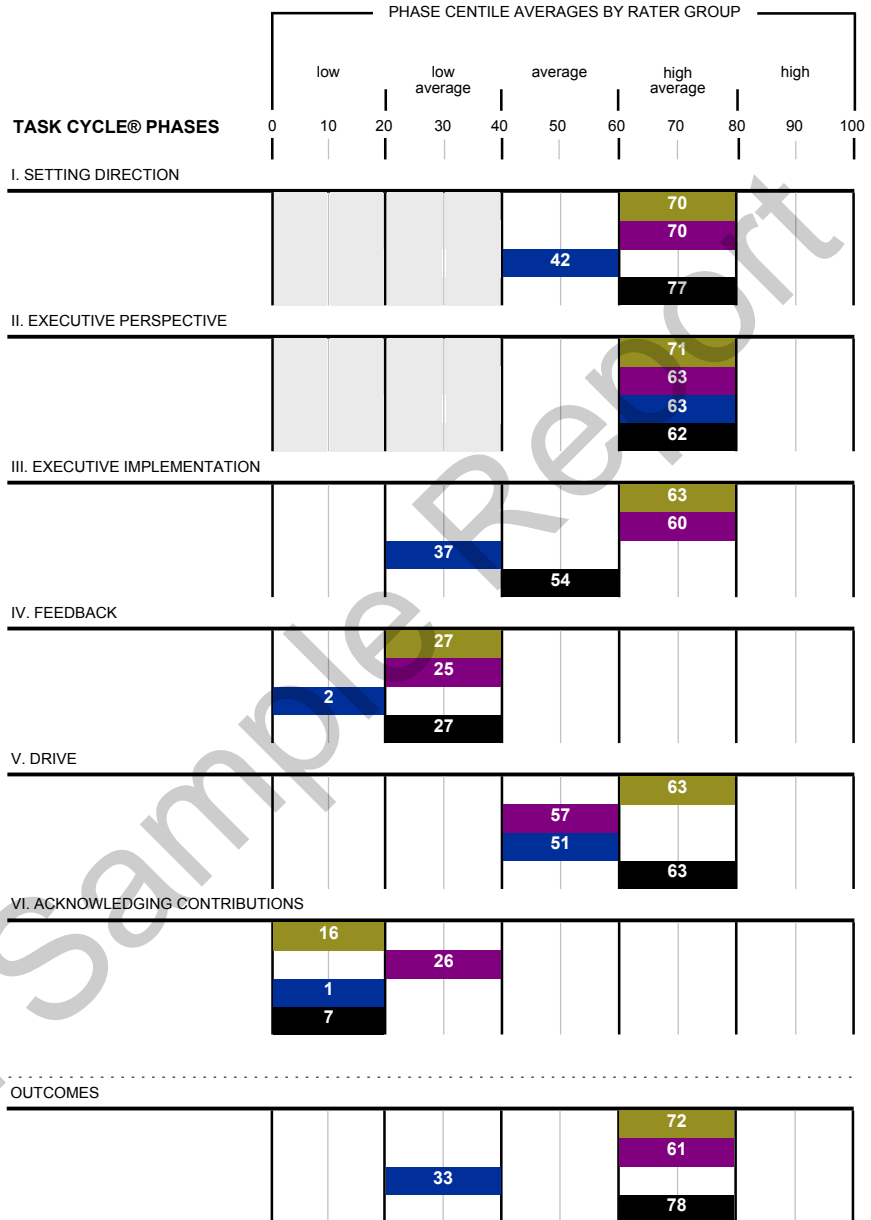 PHASE CENTILE AVERAGES BY RATER GROUP
low low average high high
average average
TASK CYCLE® PHASES 0 10 20 30 40 50 60 70 80 90 100
I. SETTING DIRECTION
70
70
42
77
II. EXECUTIVE PERSPECTIVE
71
63
63
62
III. EXECUTIVE IMPLEMENTATION
63
60
37
54
IV. FEEDBACK
27
25
2
27
V. DRIVE
63
57
51
63
VI. ACKNOWLEDGING CONTRIBUTIONS
16
26
1
7
OUTCOMES
72
61
33
78
Sample Report